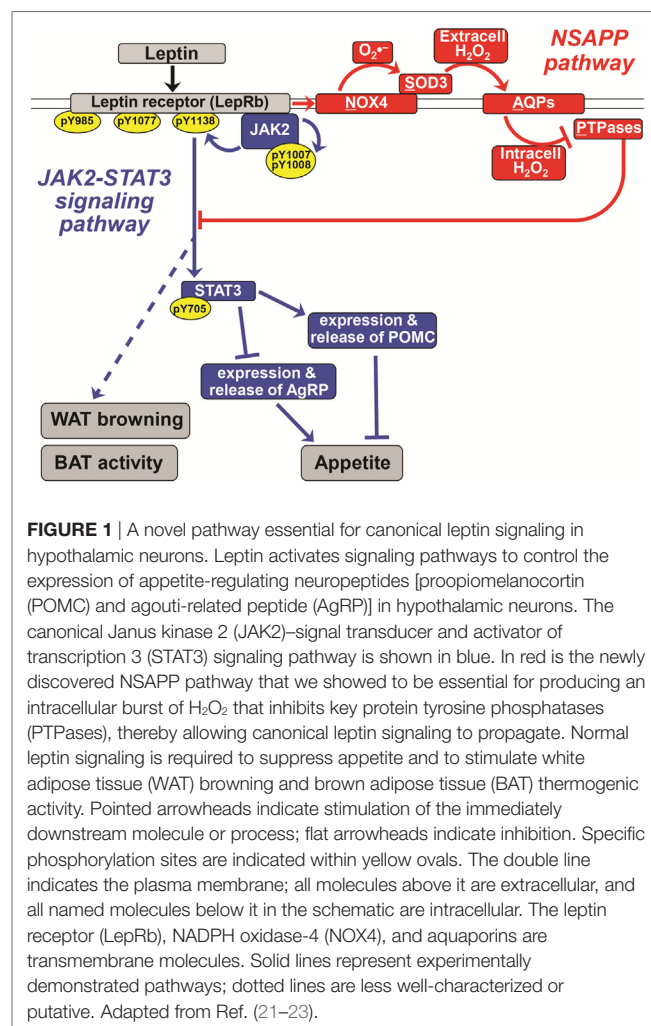 Leptin
O₂•−
Extracell
H₂O₂
NSAPP
pathway
SOD3
Leptin receptor (LepRb)
NOX4
AQPs
PTPases
pY985
pY1077
pY1138
JAK2
pY1007
pY1008
Intracell
H₂O₂
JAK2-STAT3
signaling
pathway
STAT3
pY705
expression &
release of POMC
expression &
release of AgRP
WAT browning
BAT activity
Appetite
FIGURE 1 | A novel pathway essential for canonical leptin signaling in
hypothalamic neurons. Leptin activates signaling pathways to control the
expression of appetite-regulating neuropeptides [proopiomelanocortin
(POMC) and agouti-related peptide (AgRP)] in hypothalamic neurons. The
canonical Janus kinase 2 (JAK2)–signal transducer and activator of
transcription 3 (STAT3) signaling pathway is shown in blue. In red is the newly
discovered NSAPP pathway that we showed to be essential for producing an
intracellular burst of H₂O₂ that inhibits key protein tyrosine phosphatases
(PTPases), thereby allowing canonical leptin signaling to propagate. Normal
leptin signaling is required to suppress appetite and to stimulate white
adipose tissue (WAT) browning and brown adipose tissue (BAT) thermogenic
activity. Pointed arrowheads indicate stimulation of the immediately
downstream molecule or process; flat arrowheads indicate inhibition. Specific
phosphorylation sites are indicated within yellow ovals. The double line
indicates the plasma membrane; all molecules above it are extracellular, and
all named molecules below it in the schematic are intracellular. The leptin
receptor (LepRb), NADPH oxidase-4 (NOX4), and aquaporins are
transmembrane molecules. Solid lines represent experimentally
demonstrated pathways; dotted lines are less well-characterized or
putative. Adapted from Ref. (21–23).